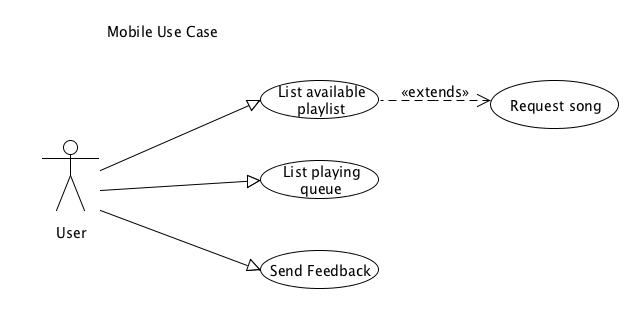 Mobile Use Case
List available
playlist
«extends»
Request song
List playing
queue
User
Send Feedback